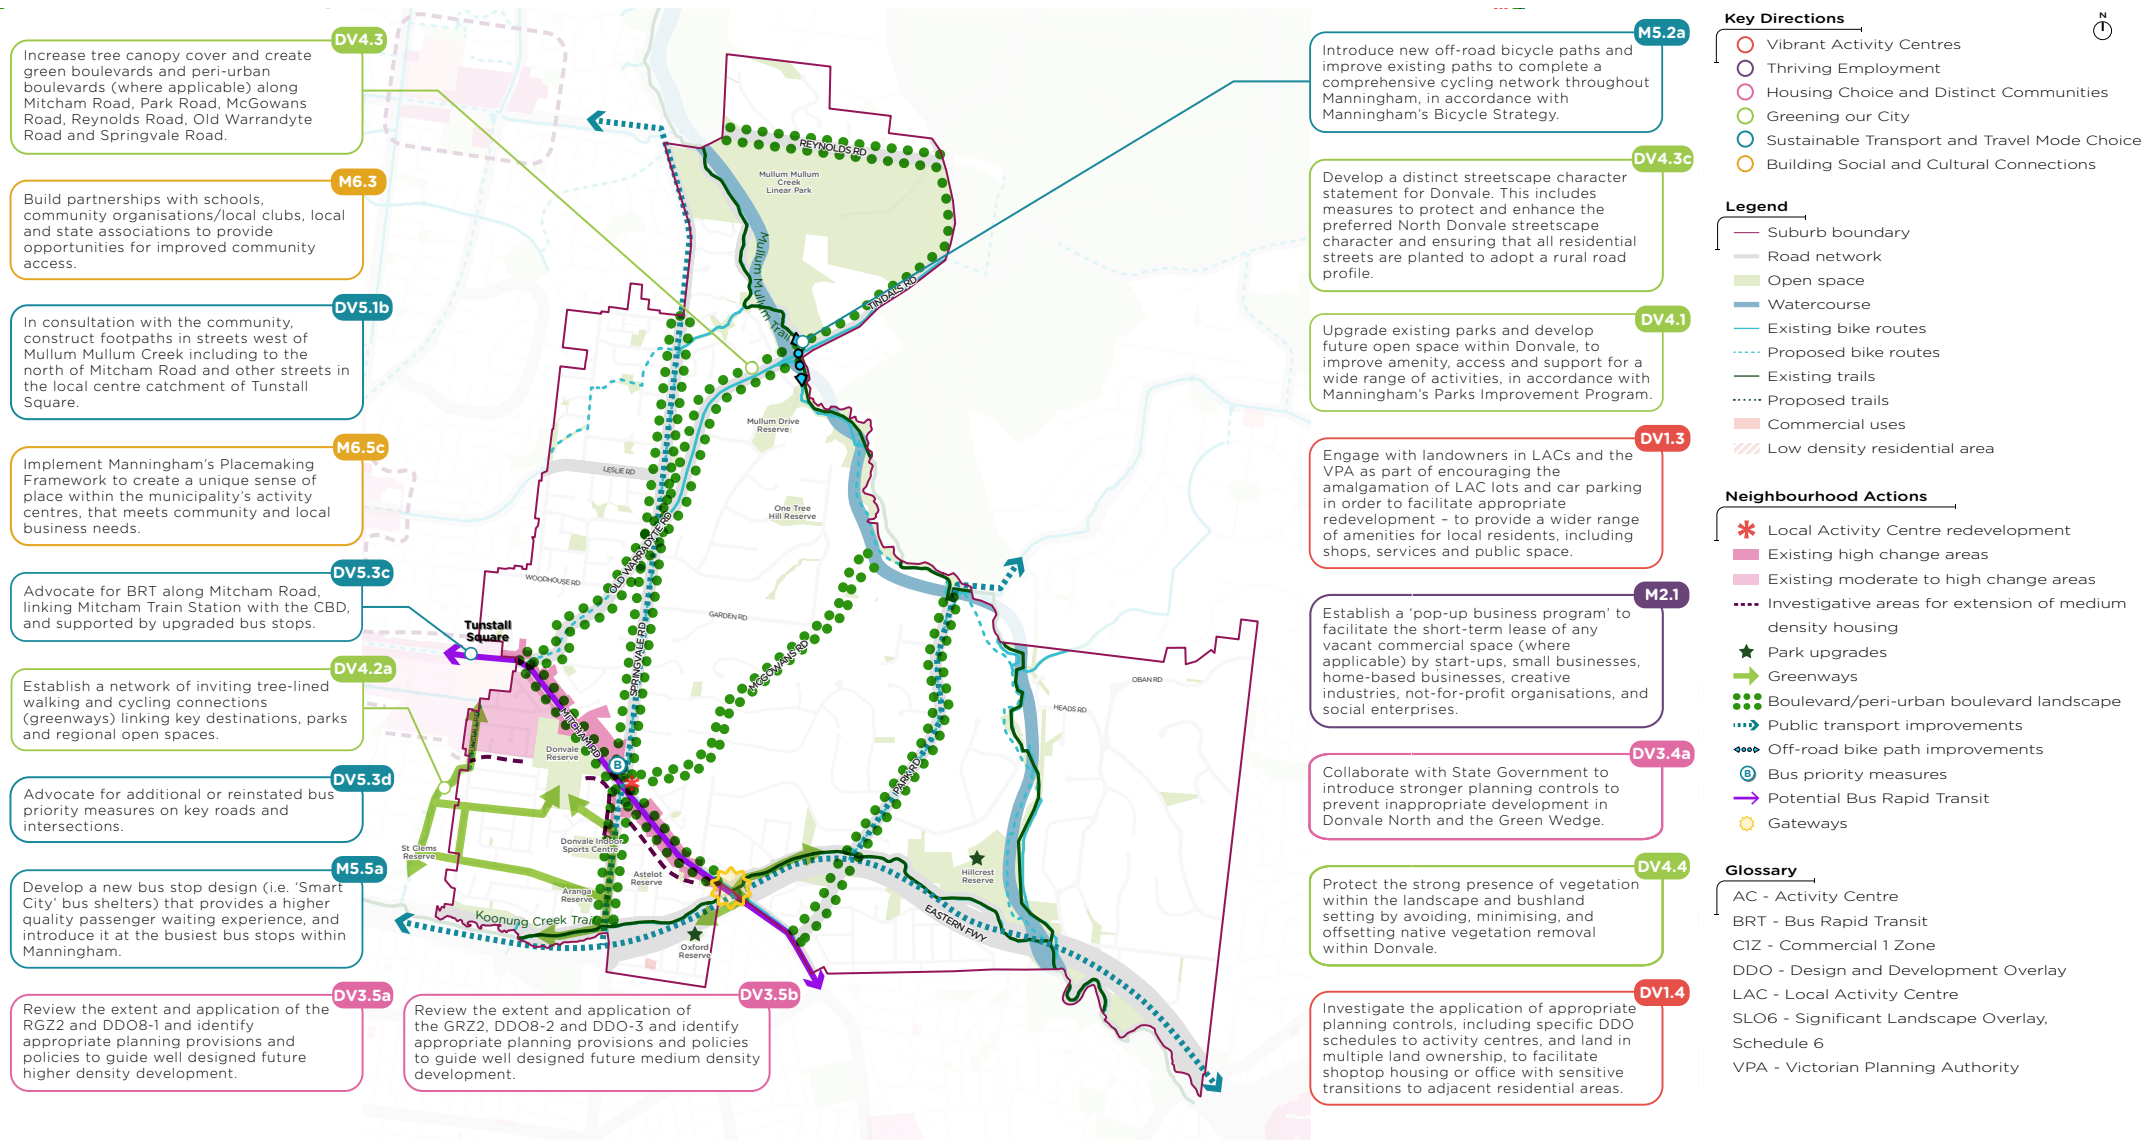 DV4.3
Increase tree canopy cover and create
green boulevards and peri-urban
boulevards (where applicable) along
Mitcham Road, Park Road, McGowans
Road, Reynolds Road, Old Warrandyte
Road and Springvale Road.
M6.3
Build partnerships with schools,
community organisations/local clubs, local
and state associations to provide
opportunities for improved community
access.
DV5.1b
In consultation with the community,
construct footpaths in streets west of
Mullum Mullum Creek including to the
north of Mitcham Road and other streets in
the local centre catchment of Tunstall
Square.
M6.5c
Implement Manningham's Placemaking
Framework to create a unique sense of
place within the municipality's activity
centres, that meets community and local
business needs.
DV5.3c
Advocate for BRT along Mitcham Road,
linking Mitcham Train Station with the CBD,
and supported by upgraded bus stops.
DV4.2a
Establish a network of inviting tree-lined
walking and cycling connections
(greenways) linking key destinations, parks
and regional open spaces.
DV5.3d
Advocate for additional or reinstated bus
priority measures on key roads and
intersections.
M5.5a
Develop a new bus stop design (i.e. 'Smart
City' bus shelters) that provides a higher
quality passenger waiting experience, and
introduce it at the busiest bus stops within
Manningham.
DV3.5a
Review the extent and application of the
RGZ2 and DDO8-1 and identify
appropriate planning provisions and
policies to guide well designed future
higher density development.
DV3.5b
Review the extent and application of
the GRZ2, DDO8-2 and DDO-3 and identify
appropriate planning provisions and policies
to guide well designed future medium density
development.
REYNOLDS RD
Mullum Mullum
Creek
Linear Park
Mullum Mullum Trail
TINDALS RD
Mullum Drive
Reserve
LESLIE RD
One Tree
Hill Reserve
OLD WARRADYTE RD
WOODHOUSE RD
GARDEN RD
Tunstall
Square
SPRINGVALE RD
MCGOWANS RD
OBAN RD
HEADS RD
TUNSTALL RD
MITCHAM RD
Donvale
Reserve
B
PARK RD
St Clems
Reserve
Donvale Indoor
Sports Centre
Astelot
Reserve
Aranga
Reserve
Hillcrest
Reserve
Koonung Creek Trail
EASTERN FWY
Oxford
Reserve
M5.2a
Introduce new off-road bicycle paths and
improve existing paths to complete a
comprehensive cycling network throughout
Manningham, in accordance with
Manningham's Bicycle Strategy.
DV4.3c
Develop a distinct streetscape character
statement for Donvale. This includes
measures to protect and enhance the
preferred North Donvale streetscape
character and ensuring that all residential
streets are planted to adopt a rural road
profile.
DV4.1
Upgrade existing parks and develop
future open space within Donvale, to
improve amenity, access and support for a
wide range of activities, in accordance with
Manningham's Parks Improvement Program.
DV1.3
Engage with landowners in LACs and the
VPA as part of encouraging the
amalgamation of LAC lots and car parking
in order to facilitate appropriate
redevelopment – to provide a wider range
of amenities for local residents, including
shops, services and public space.
M2.1
Establish a 'pop-up business program' to
facilitate the short-term lease of any
vacant commercial space (where
applicable) by start-ups, small businesses,
home-based businesses, creative
industries, not-for-profit organisations, and
social enterprises.
DV3.4a
Collaborate with State Government to
introduce stronger planning controls to
prevent inappropriate development in
Donvale North and the Green Wedge.
DV4.4
Protect the strong presence of vegetation
within the landscape and bushland
setting by avoiding, minimising, and
offsetting native vegetation removal
within Donvale.
DV1.4
Investigate the application of appropriate
planning controls, including specific DDO
schedules to activity centres, and land in
multiple land ownership, to facilitate
shoptop housing or office with sensitive
transitions to adjacent residential areas.
N
Key Directions
Vibrant Activity Centres
Thriving Employment
Housing Choice and Distinct Communities
Greening our City
Sustainable Transport and Travel Mode Choice
Building Social and Cultural Connections
Legend
Suburb boundary
Road network
Open space
Watercourse
Existing bike routes
Proposed bike routes
Existing trails
Proposed trails
Commercial uses
Low density residential area
Neighbourhood Actions
Local Activity Centre redevelopment
Existing high change areas
Existing moderate to high change areas
Investigative areas for extension of medium
density housing
Park upgrades
Greenways
Boulevard/peri-urban boulevard landscape
Public transport improvements
Off-road bike path improvements
B Bus priority measures
Potential Bus Rapid Transit
Gateways
Glossary
AC - Activity Centre
BRT - Bus Rapid Transit
C1Z - Commercial 1 Zone
DDO - Design and Development Overlay
LAC - Local Activity Centre
SLO6 - Significant Landscape Overlay,
Schedule 6
VPA - Victorian Planning Authority